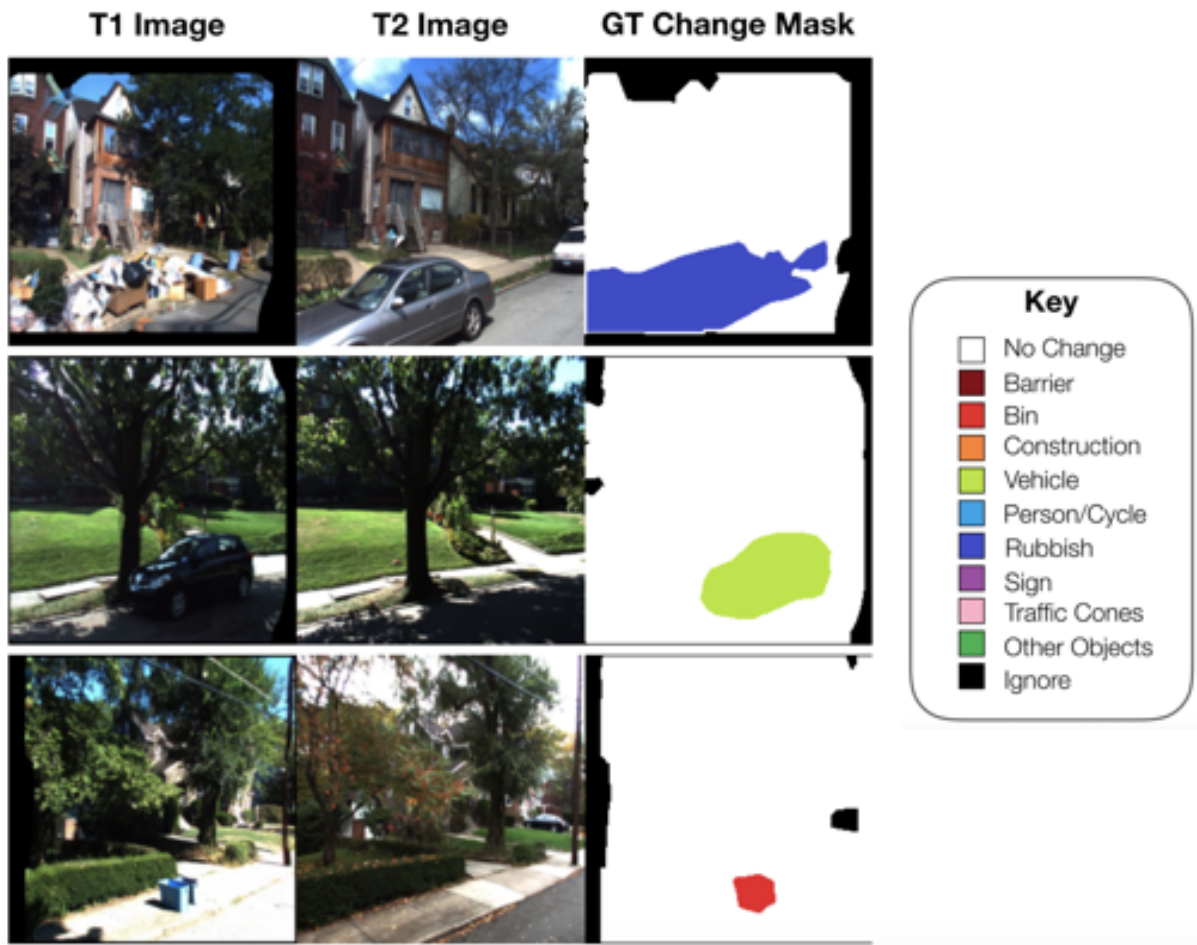 T1 Image
T2 Image
GT Change Mask
Key
No Change
Barrier
Bin
Construction
Vehicle
Person/Cycle
Rubbish
Sign
Traffic Cones
Other Objects
Ignore